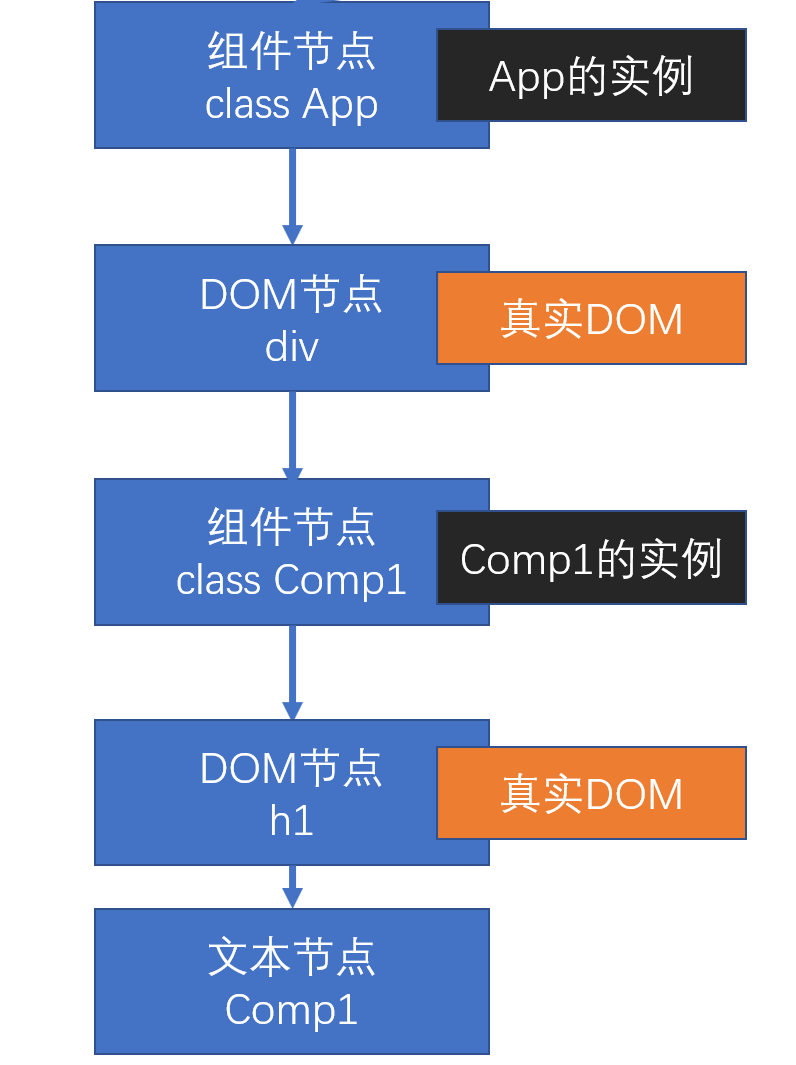 组件节点
class App
App的实例
DOM节点
div
真实DOM
组件节点
class Comp1
Comp1的实例
DOM节点
h1
真实DOM
文本节点
Comp1